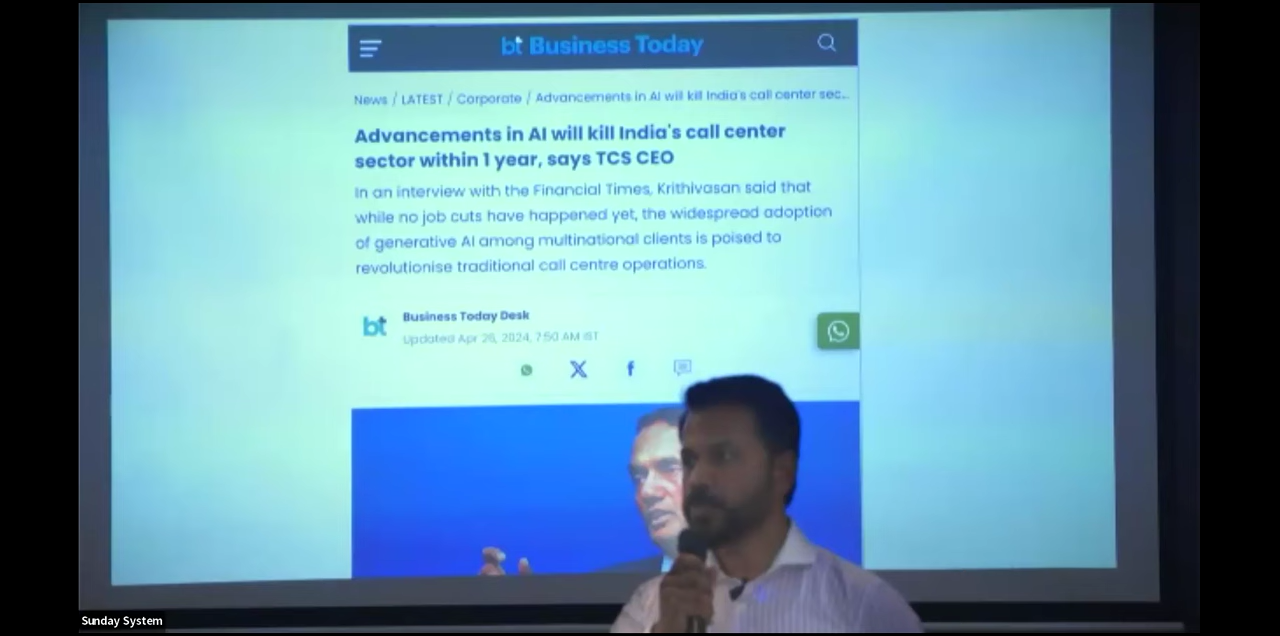 bt Business Today
News / LATEST / Corporate / Advancements in AI will kill India's call center sec...
Advancements in AI will kill India's call center
sector within 1 year, says TCS CEO
In an interview with the Financial Times, Krithivasan said that
while no job cuts have happened yet, the widespread adoption
of generative AI among multinational clients is poised to
revolutionise traditional call centre operations.
bt
Business Today Desk
Updated Apr 26, 2024, 7:50 AM IST
X
f
Sunday System